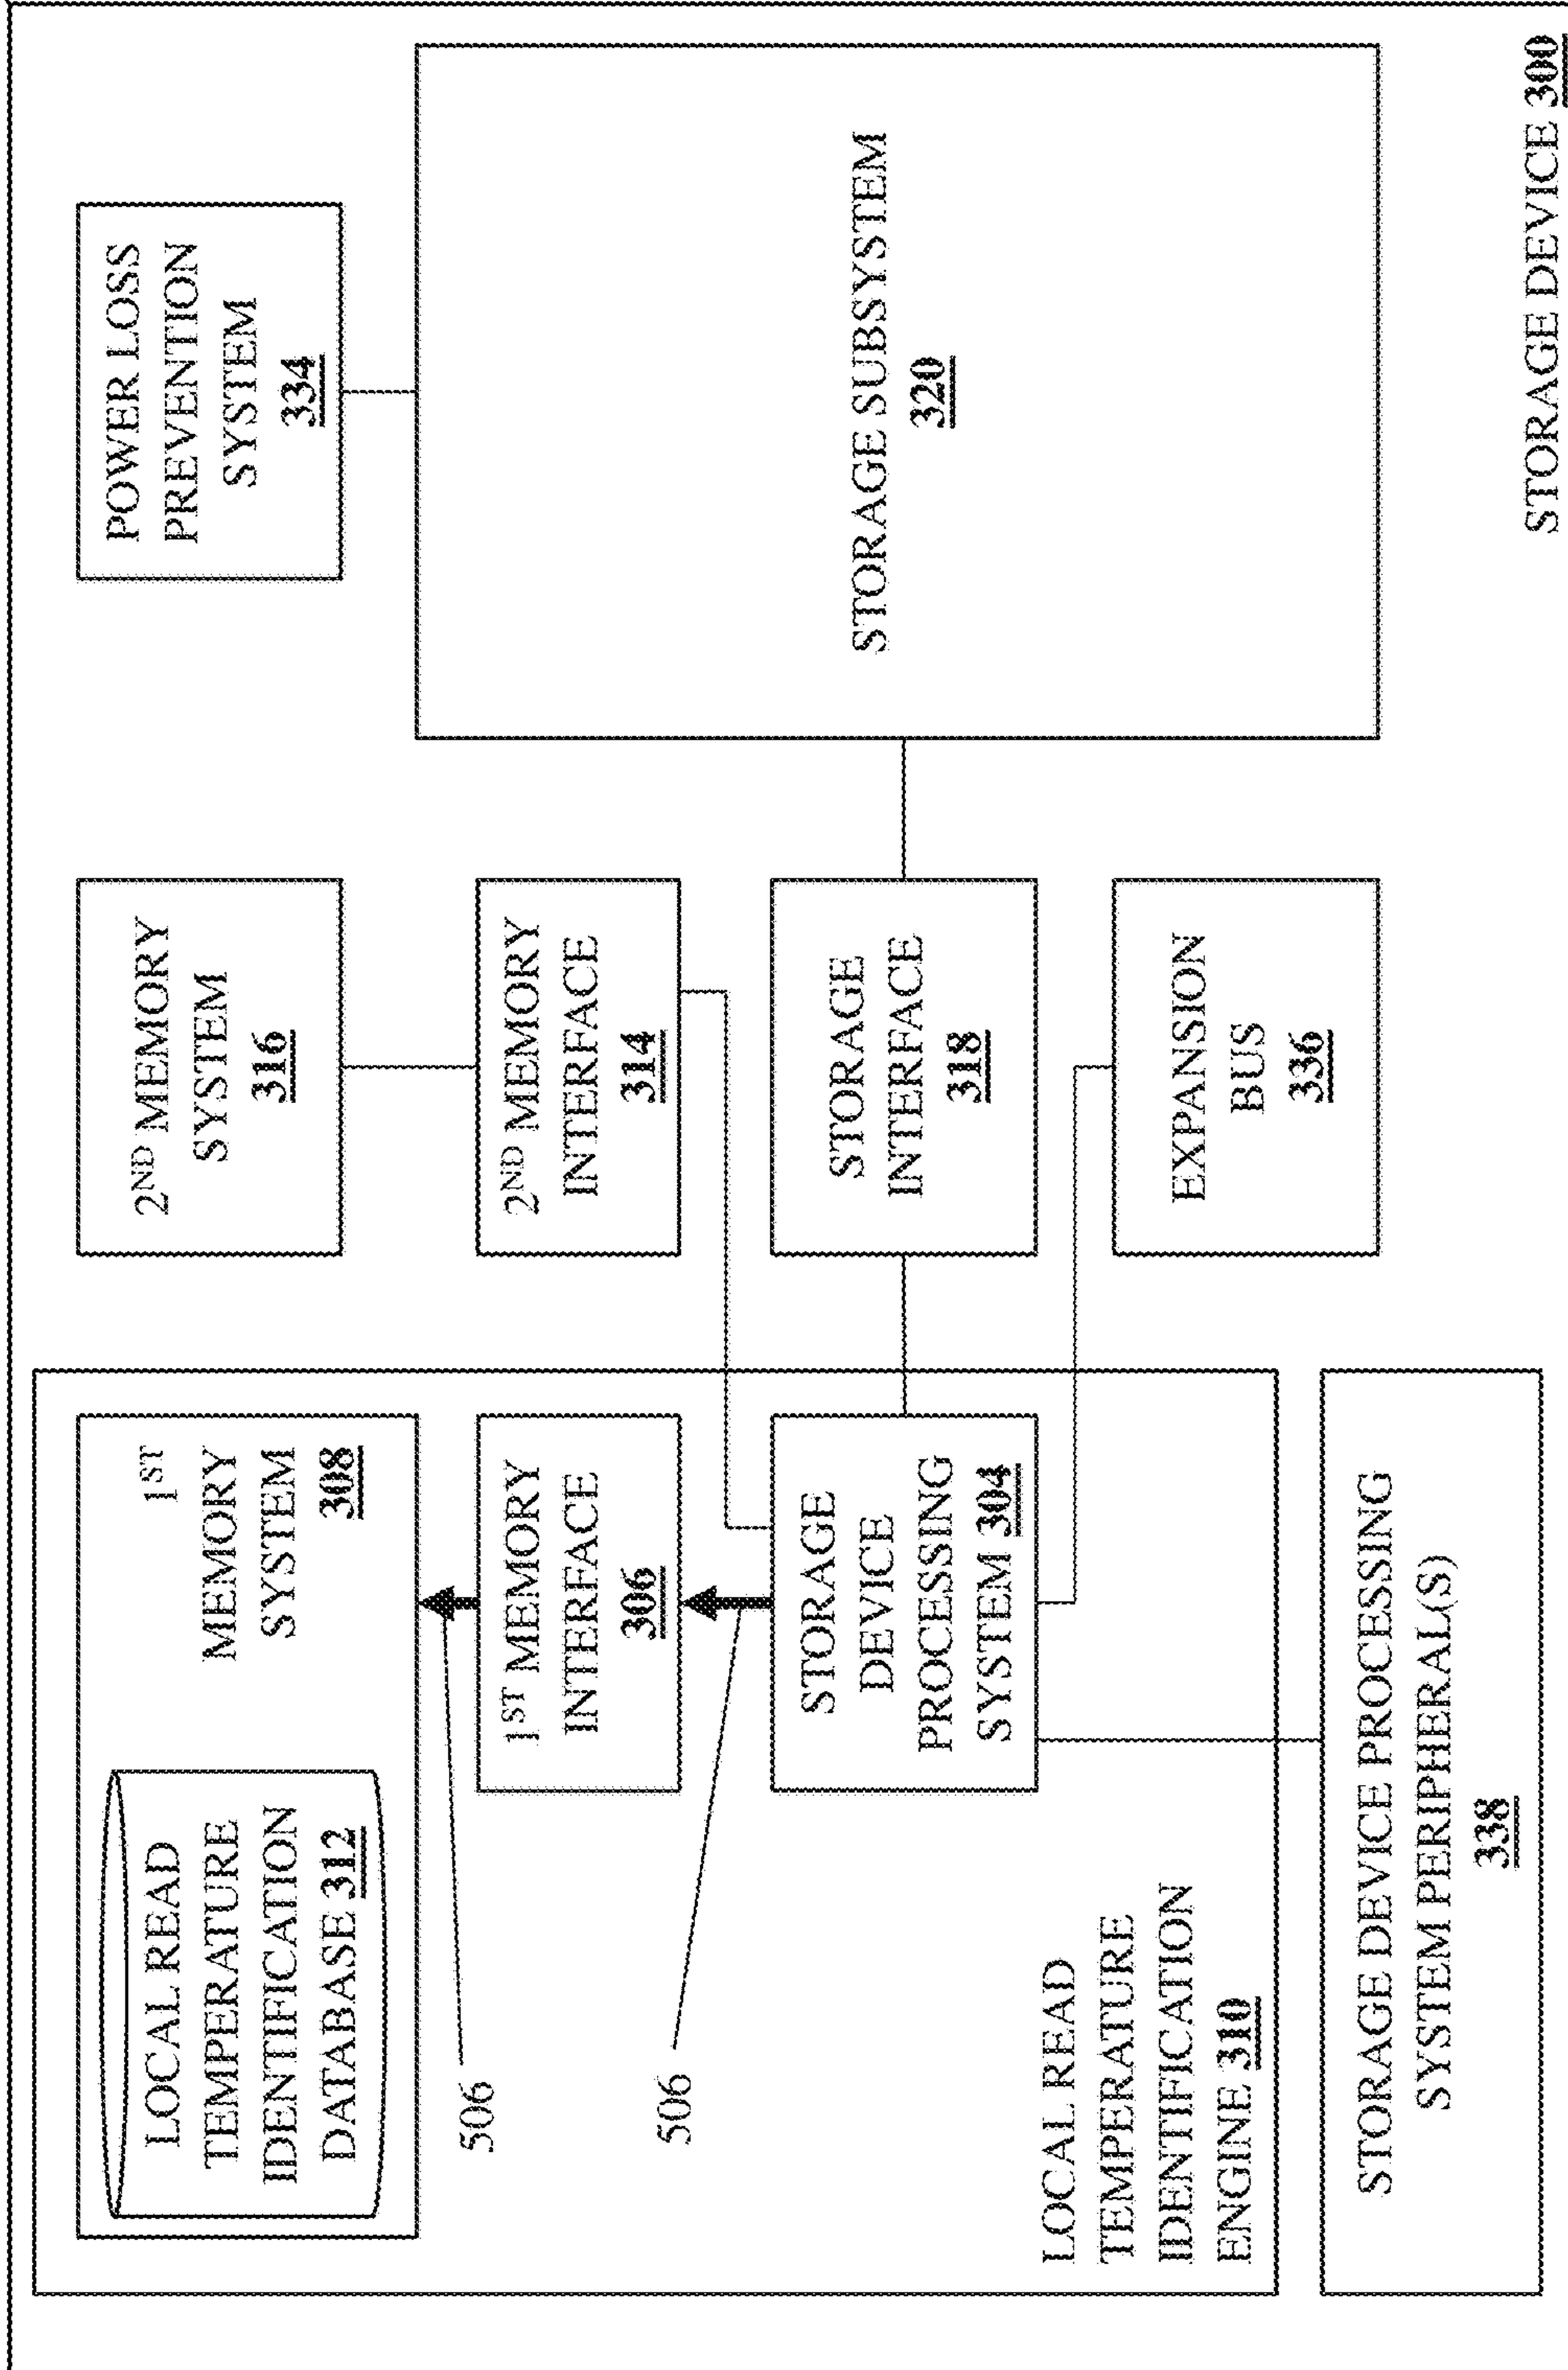 LOCAL READ
TEMPERATURE
IDENTIFICATION
DATABASE 312
1ST
MEMORY
SYSTEM
308
2ND MEMORY
SYSTEM
316
POWER LOSS
PREVENTION
SYSTEM
334
506
1ST MEMORY
INTERFACE
306
2ND MEMORY
INTERFACE
314
506
STORAGE
DEVICE
PROCESSING
SYSTEM 304
STORAGE
INTERFACE
318
STORAGE SUBSYSTEM
320
LOCAL READ
TEMPERATURE
IDENTIFICATION
ENGINE 310
EXPANSION
BUS
336
STORAGE DEVICE PROCESSING
SYSTEM PERIPHERAL(S)
338
STORAGE DEVICE 300